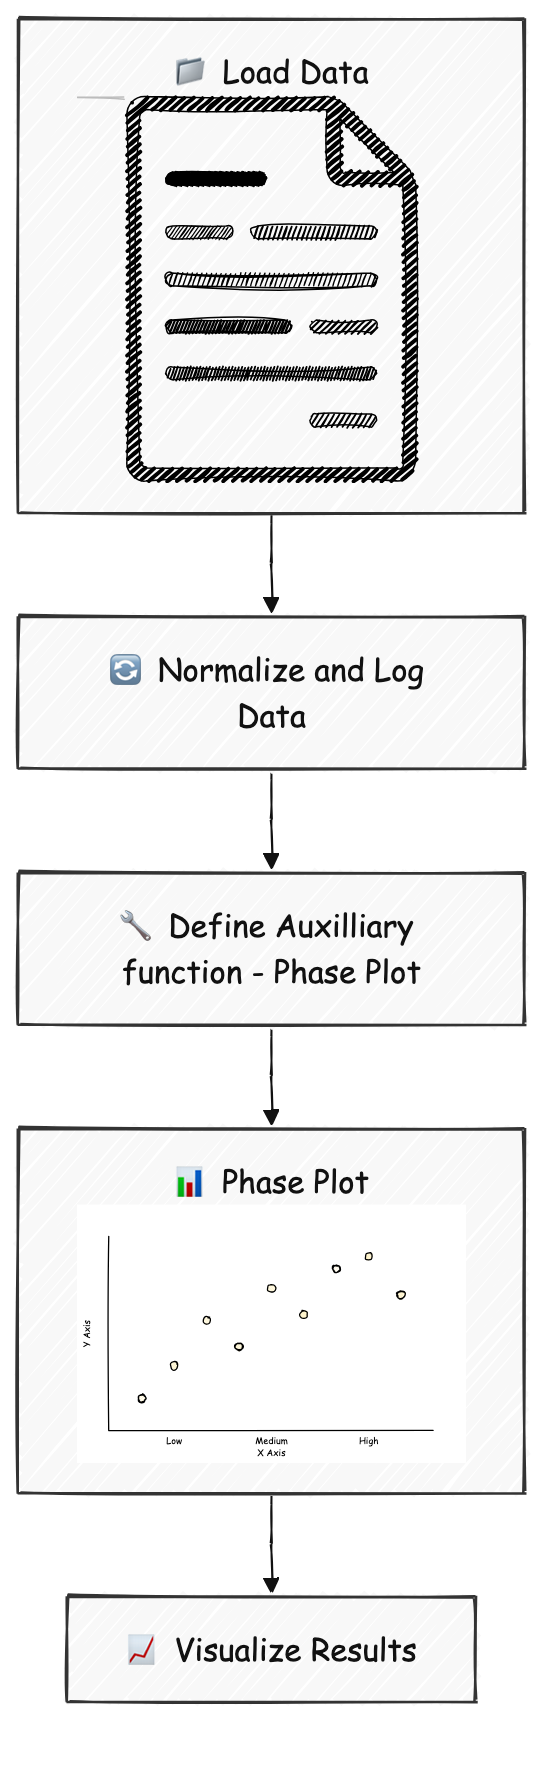 Load Data
Normalize and Log
Data
Define Auxilliary
function - Phase Plot
Phase Plot
Y Axis
Low Medium High
X Axis
Visualize Results